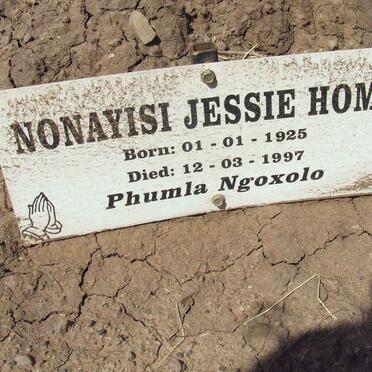 NONAYISI JESSIE HOM
Born: 01 - 01 - 1925
Died: 12 - 03 - 1997
Phumla Ngoxolo